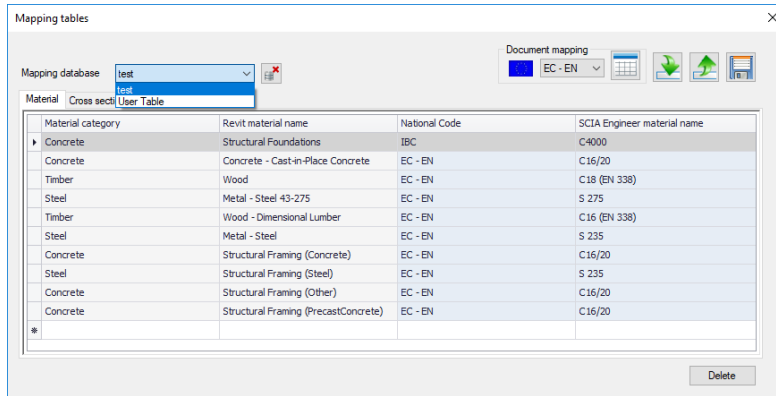 Mapping tables
Document mapping
Mapping database test EC - EN
test
User Table
Material Cross secti
Material category Revit material name National Code SCIA Engineer material name
Concrete Structural Foundations IBC C4000
Concrete Concrete - Cast-in-Place Concrete EC - EN C16/20
Timber Wood EC - EN C18 (EN 338)
Steel Metal - Steel 43-275 EC - EN S 275
Timber Wood - Dimensional Lumber EC - EN C16 (EN 338)
Steel Metal - Steel EC - EN S 235
Concrete Structural Framing (Concrete) EC - EN C16/20
Steel Structural Framing (Steel) EC - EN S 235
Concrete Structural Framing (Other) EC - EN C16/20
Concrete Structural Framing (PrecastConcrete) EC - EN C16/20
Delete